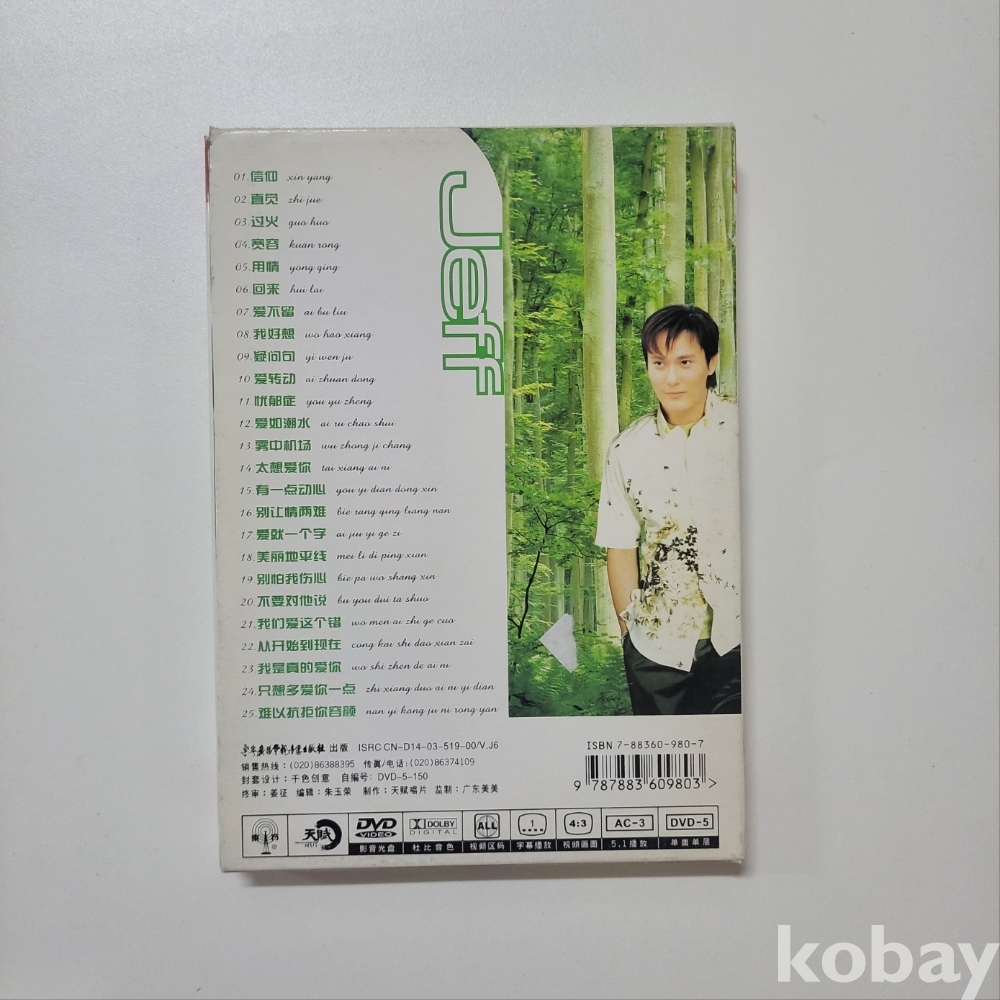 01.信仰 xin yang
02.直觉 zhi jue
03.过火 guo huo
04.宽容 kuan rong
05.用情 yong qing
06.回来 hui lai
07.爱不留 ai bu liu
08.我好想 wo hao xiang
09.疑问句 yi wen ju
10.爱转动 ai zhuan dong
11.忧郁症 you yu zheng
12.爱如潮水 ai ru chao shui
13.雾中机场 wu zhong ji chang
14.太想爱你 tai xiang ai ni
15.有一点动心 you yi dian dong xin
16.别让情两难 bie rang qing liang nan
17.爱就一个字 ai jiu yi ge zi
18.美丽地平线 mei li di ping xian
19.别怕我伤心 bie pa wo shang xin
20.不要对他说 bu you dui ta shuo
21.我们爱这个错 wo men ai zhi ge cuo
22.从开始到现在 cong kai shi dao xian zai
23.我是真的爱你 wo shi zhen de ai ni
24.只想多爱你一点 zhi xiang duo ai ni yi dian
25.难以抗拒你容颜 nan yi kang ju ni rong yan
Jeff
出版 ISRC CN-D14-03-519-00/V.J6
销售热线：(020)86388395 传真/电话：(020)86374109
封套设计：千色创意 自编号：DVD-5-150
终审：姜征 编辑：朱玉荣 制作：天赋唱片 监制：广东美美
ISBN 7-88360-980-7
9 787883 609803 >
天赋
DVD VIDEO
影音光盘
DOLBY DIGITAL
杜比音色
ALL
视频区码
1
字幕播放
4:3
视频画面
AC-3
5.1播放
DVD-5
单面单层
kobay